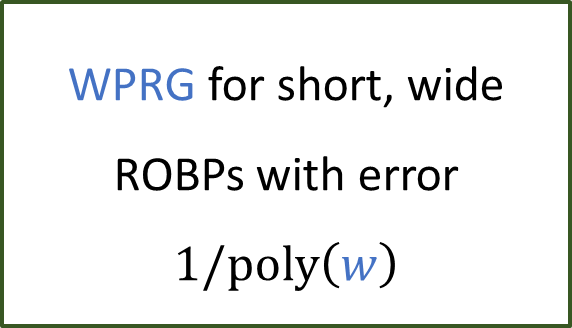 WPRG for short, wide
ROBPs with error
1/poly(w)